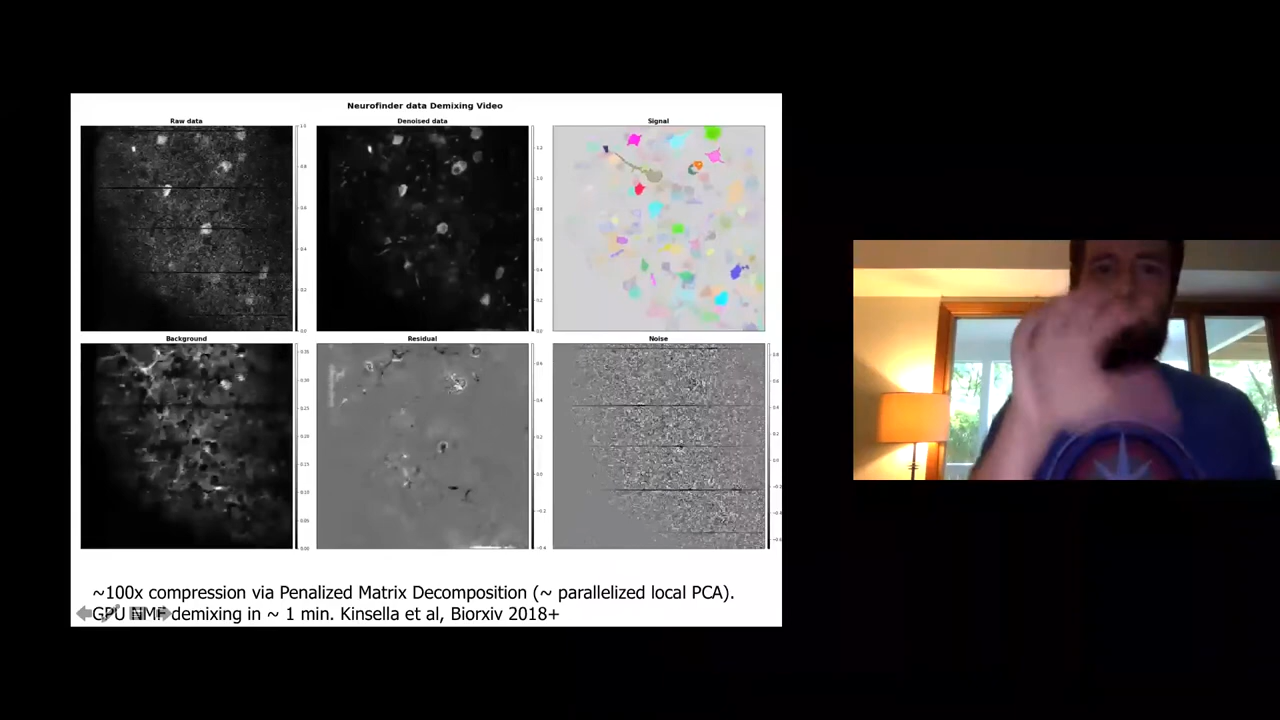 Neurofinder data Demixing Video
Raw data
Denoised data
Signal
Background
Residual
Noise
~100x compression via Penalized Matrix Decomposition (~ parallelized local PCA).
GPU NMF demixing in ~ 1 min. Kinsella et al, Biorxiv 2018+